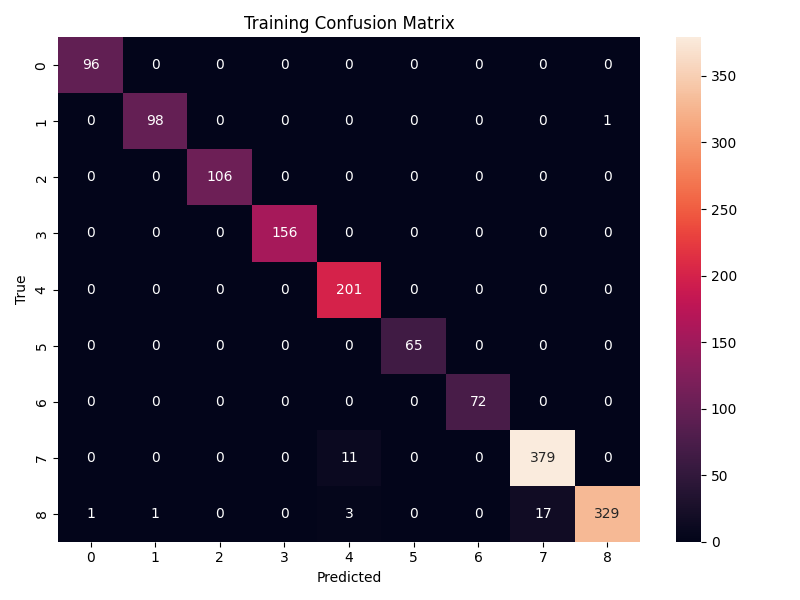 Training Confusion Matrix
0 96 0 0 0 0 0 0 0 0
1 0 98 0 0 0 0 0 0 1
2 0 0 106 0 0 0 0 0 0
3 0 0 0 156 0 0 0 0 0
4 0 0 0 0 201 0 0 0 0
5 0 0 0 0 0 65 0 0 0
6 0 0 0 0 0 0 72 0 0
7 0 0 0 0 11 0 0 379 0
8 1 1 0 0 3 0 0 17 329
0 1 2 3 4 5 6 7 8
True
Predicted
350
300
250
200
150
100
50
0